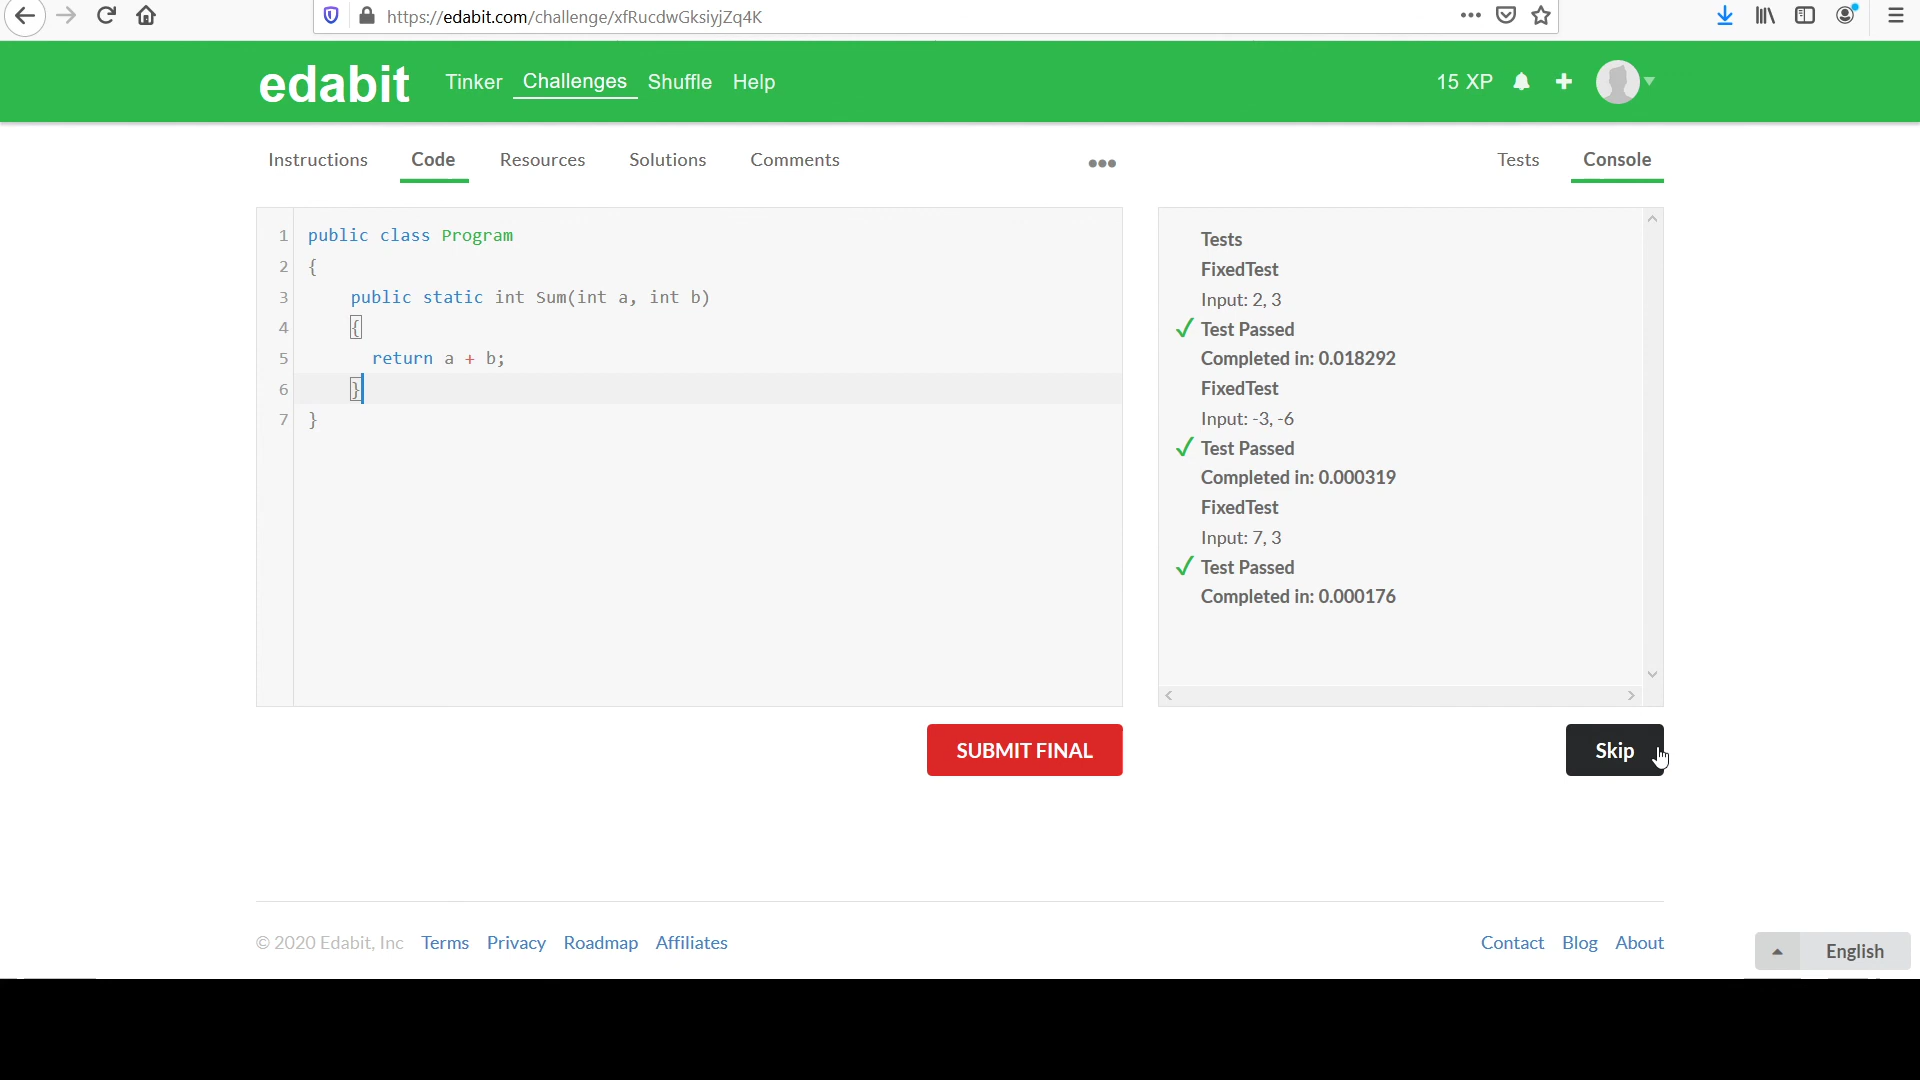 https://edabit.com/challenge/xfRucdwGksiyjZq4K
edabit Tinker Challenges Shuffle Help 15 XP
Instructions Code Resources Solutions Comments Tests Console
1 public class Program
2 {
3 public static int Sum(int a, int b)
4 {
5 return a + b;
6 }
7 }
Tests
FixedTest
Input: 2, 3
Test Passed
Completed in: 0.018292
FixedTest
Input: -3, -6
Test Passed
Completed in: 0.000319
FixedTest
Input: 7, 3
Test Passed
Completed in: 0.000176
SUBMIT FINAL Skip
© 2020 Edabit, Inc Terms Privacy Roadmap Affiliates Contact Blog About
English